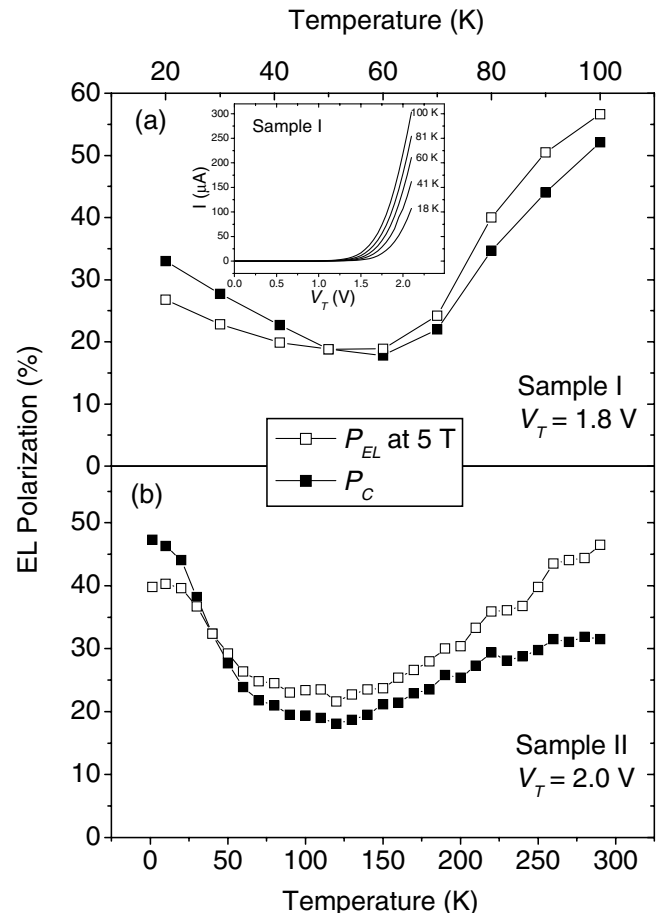 Temperature (K)
20 40 60 80 100
60
50
40
30
20
10
0
(a)
Sample I
300
250
200
150
100
50
0
I (μA)
0.0 0.5 1.0 1.5 2.0
V_T (V)
100 K
81 K
60 K
41 K
18 K
Sample I
V_T = 1.8 V
P_EL at 5 T
P_C
EL Polarization (%)
(b)
50
40
30
20
10
0
Sample II
V_T = 2.0 V
0 50 100 150 200 250 300
Temperature (K)